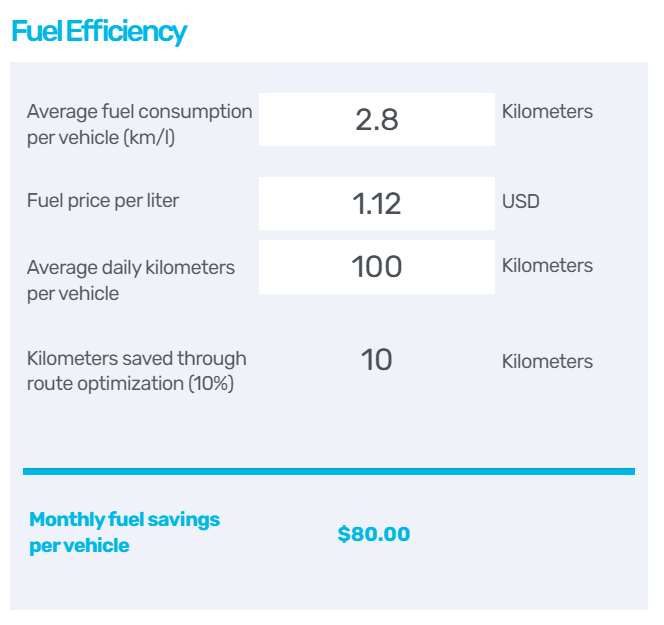 Fuel Efficiency
Average fuel consumption
per vehicle (km/l)
2.8
Kilometers
Fuel price per liter
1.12
USD
Average daily kilometers
per vehicle
100
Kilometers
Kilometers saved through
route optimization (10%)
10
Kilometers
Monthly fuel savings
per vehicle
$80.00